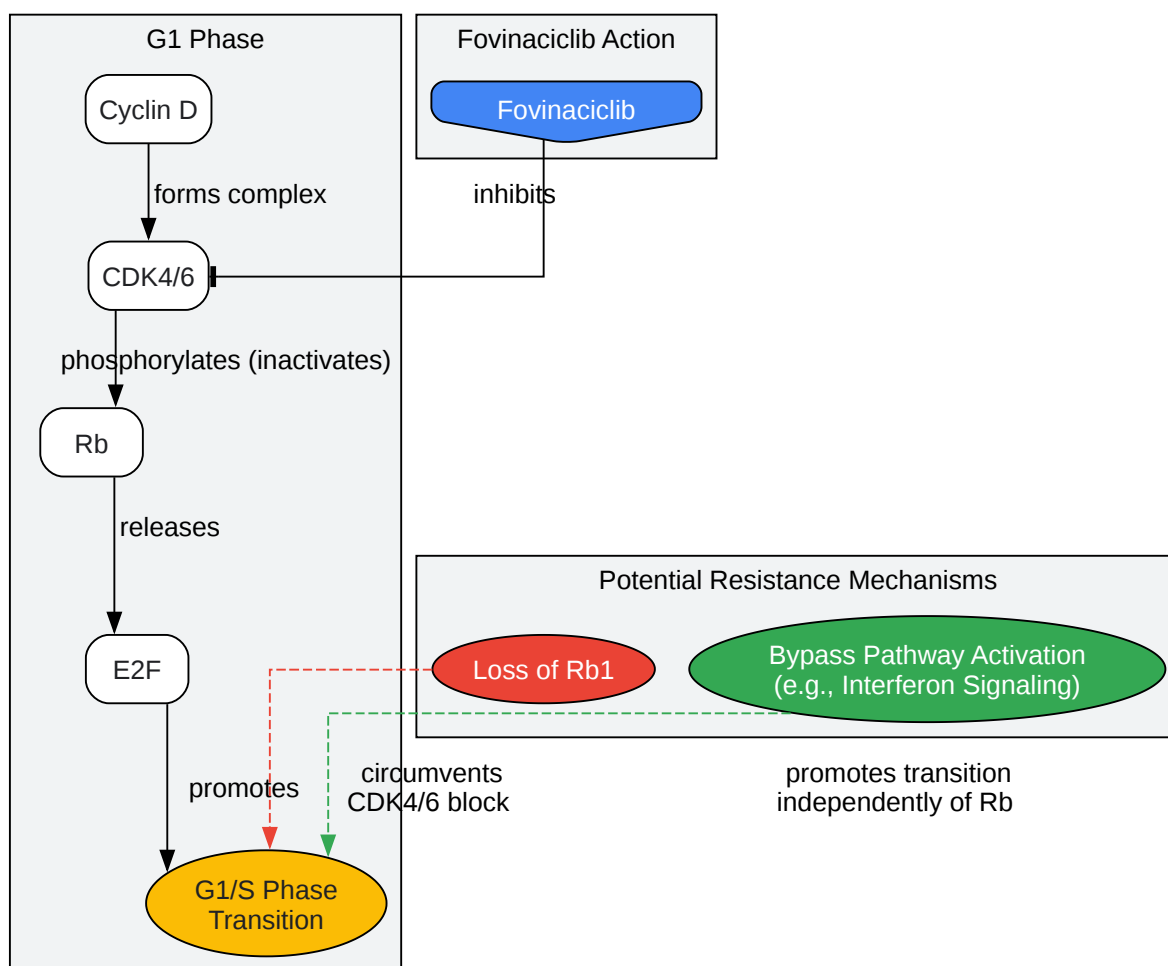 G1 Phase
Cyclin D
forms complex
CDK4/6
phosphorylates (inactivates)
Rb
releases
E2F
promotes
G1/S Phase
Transition
Fovinaciclib Action
Fovinaciclib
inhibits
Potential Resistance Mechanisms
Loss of Rb1
Bypass Pathway Activation
(e.g., Interferon Signaling)
circumvents
CDK4/6 block
promotes transition
independently of Rb